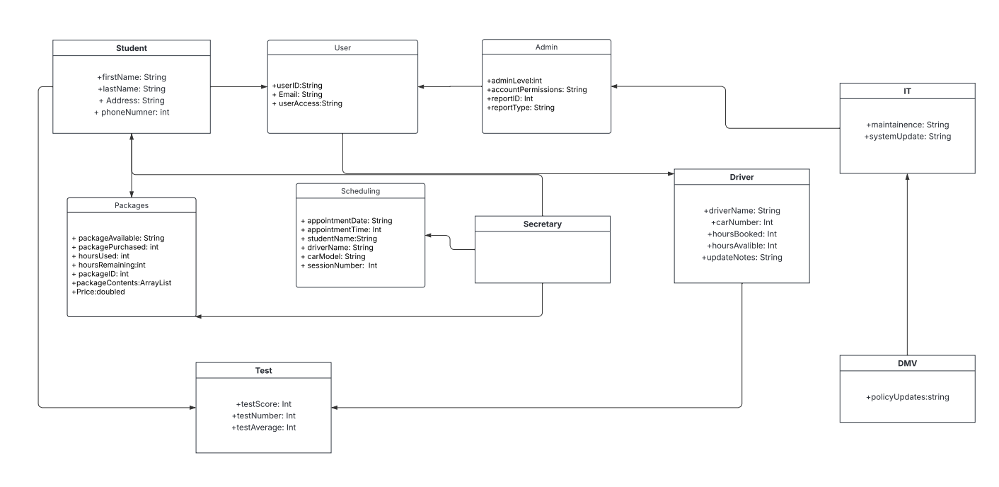 Student
+firstName: String
+lastName: String
+ Address: String
+ phoneNumner: int
User
+userID:String
+ Email: String
+ userAccess:String
Admin
+adminLevel:int
+accountPermissions: String
+reportID: Int
+reportType: String
IT
+maintainence: String
+systemUpdate: String
Packages
+ packageAvailable: String
+ packagePurchased: int
+ hoursUsed: int
+ hoursRemaining:int
+ packageID: int
+packageContents:ArrayList
+Price:doubled
Scheduling
+ appointmentDate: String
+ appointmentTime: Int
+ studentName:String
+ driverName: String
+ carModel: String
+ sessionNumber:  Int
Secretary
Driver
+driverName: String
+carNumber: Int
+hoursBooked: Int
+hoursAvalible: Int
+updateNotes: String
Test
+testScore: Int
+testNumber: Int
+testAverage: Int
DMV
+policyUpdates:string